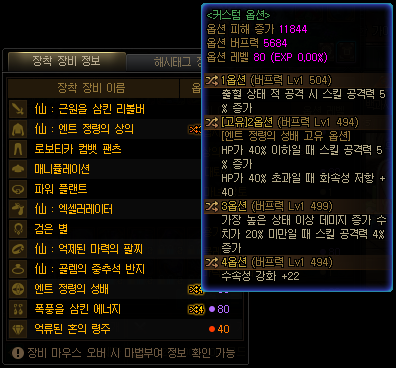 <커스텀 옵션>
옵션 피해 증가 11844
옵션 버프력 5684
옵션 레벨 80 (EXP 0.00%)
1옵션 (버프력 Lv1 504)
출혈 상태 적 공격 시 스킬 공격력 5
% 증가
[고유]2옵션 (버프력 Lv1 494)
[엔트 정령의 성배 고유 옵션]
HP가 40% 이하일 때 스킬 공격력 5
% 증가
HP가 40% 초과일 때 화속성 저항 +
40
3옵션 (버프력 Lv1 499)
가장 높은 상태 이상 데미지 증가 수
치가 20% 미만일 때 스킬 공격력 4%
증가
4옵션 (버프력 Lv1 494)
수속성 강화 +22
장착 장비 정보
해시태그 정
장착 장비 이름
옵
仙 : 근원을 삼킨 리볼버
仙 : 엔트 정령의 상의
로보티카 컴뱃 팬츠
매니퓰레이션
파워 플랜트
仙 : 엑셀러레이터
검은 별
仙 : 억제된 마력의 팔찌
仙 : 골렘의 중추석 반지
엔트 정령의 성배
폭풍을 삼킨 에너지
80
억류된 혼의 령주
40
장비 마우스 오버 시 마법부여 정보 확인 가능